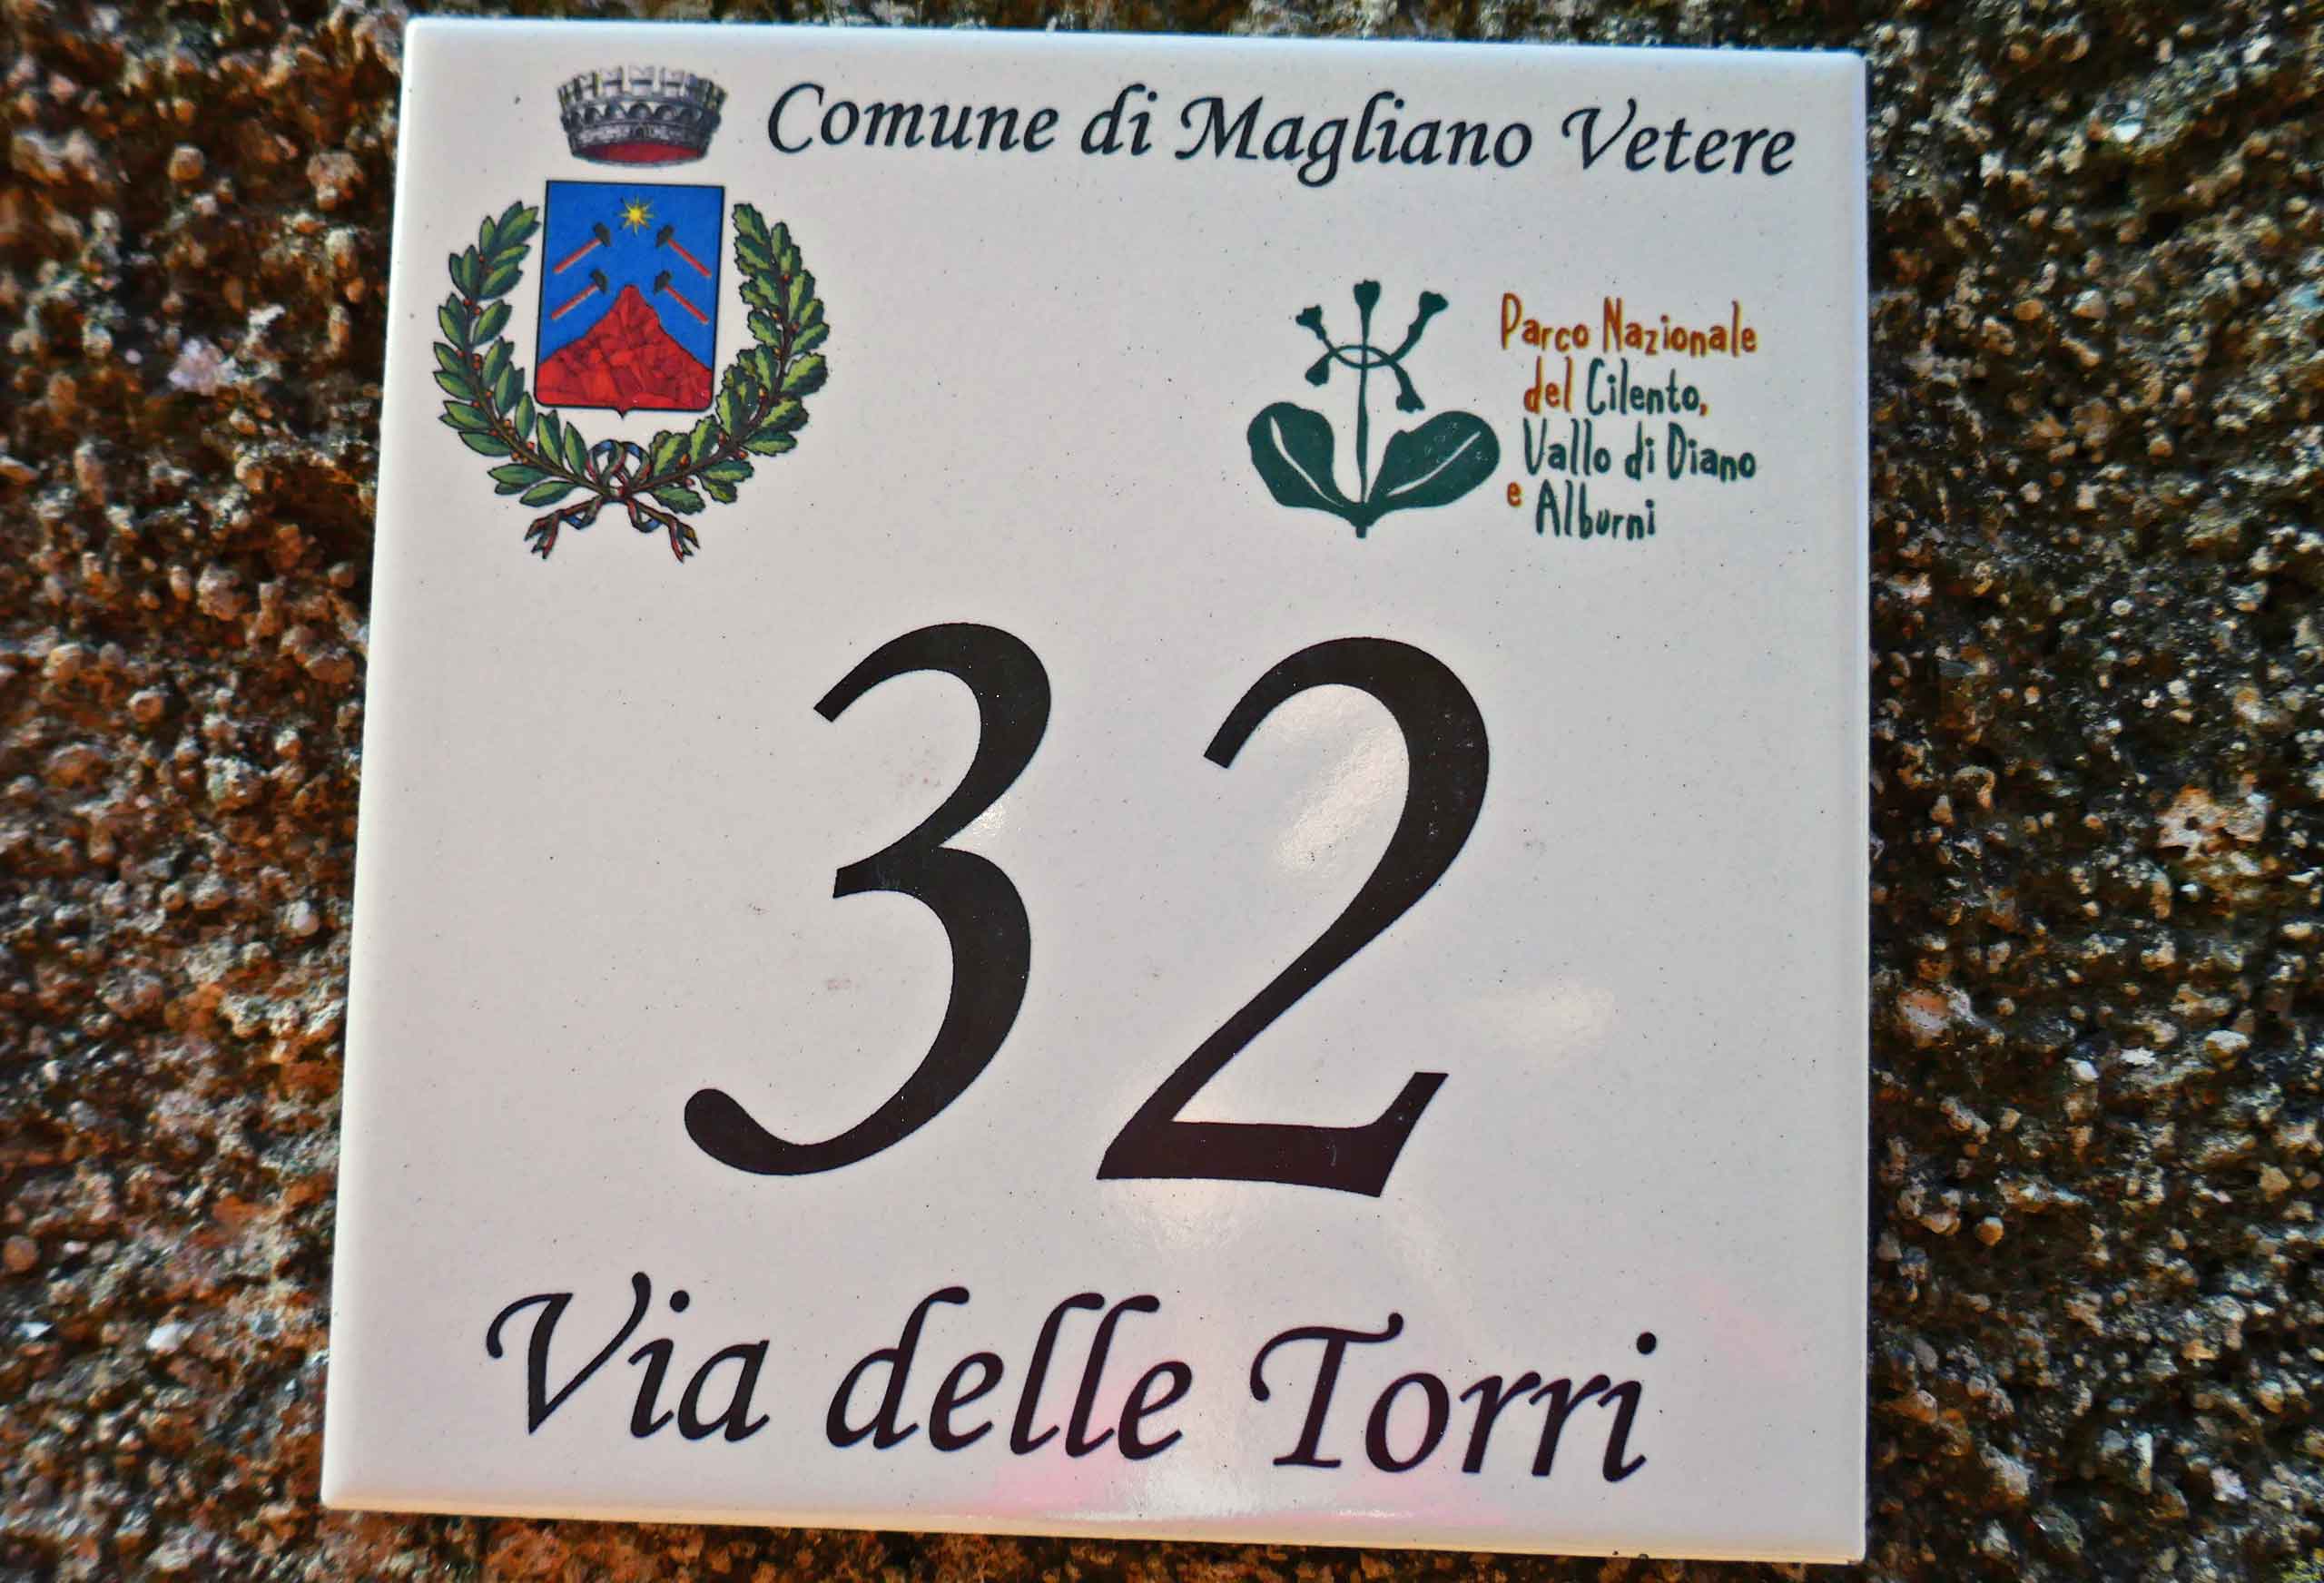 Comune di Magliano Vetere
Parco Nazionale
del Cilento,
Vallo di Diano
e Alburni
32
Via delle Torri